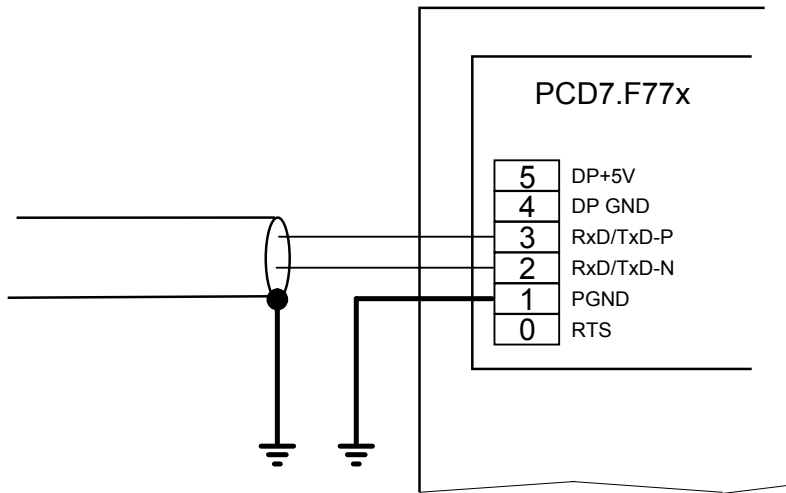 PCD7.F77x
5 DP+5V
4 DP GND
3 RxD/TxD-P
2 RxD/TxD-N
1 PGND
0 RTS